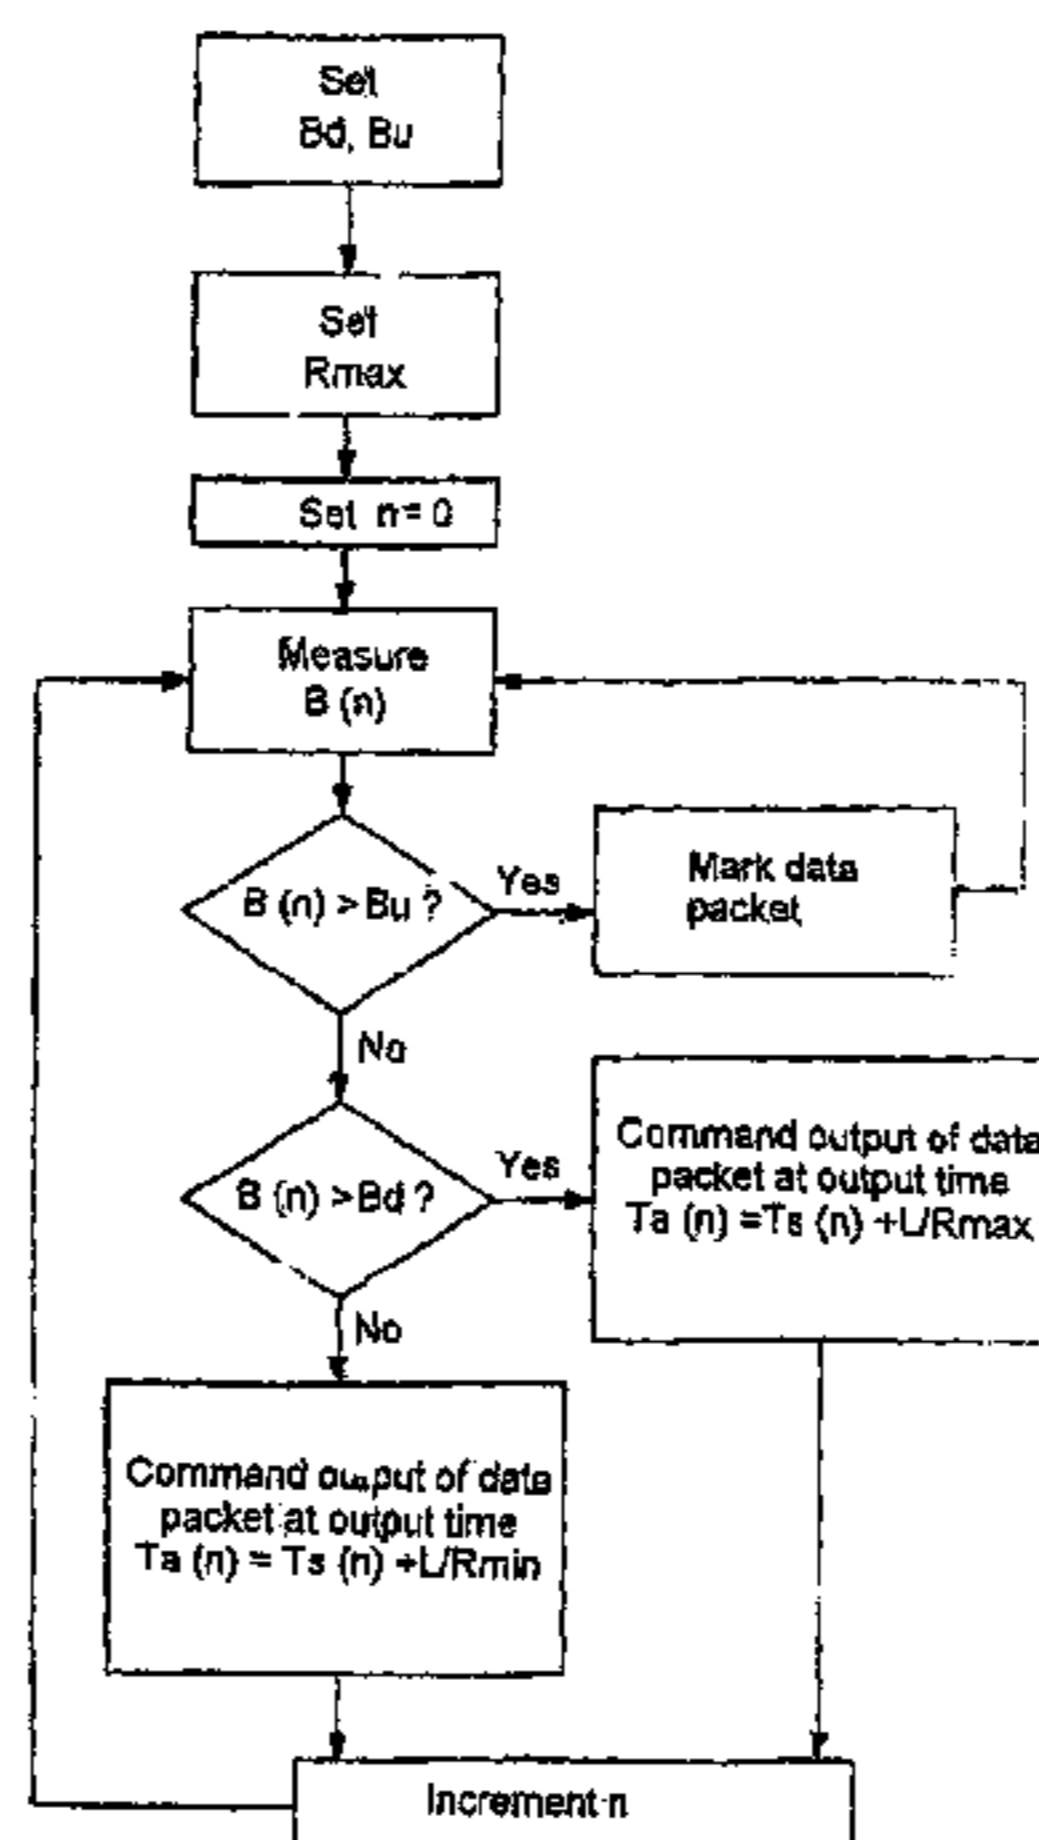 Set
Bd, Bu
Set
Rmax
Set n = 0
Measure
B (n)
B (n) > Bu ?
Yes
Mark data
packet
No
B (n) > Bd ?
Yes
Command output of data
packet at output time
Ta (n) =Ts (n) +L/Rmax
No
Command output of data
packet at output time
Ta (n) = Ts (n) +L/Rmin
Increment n